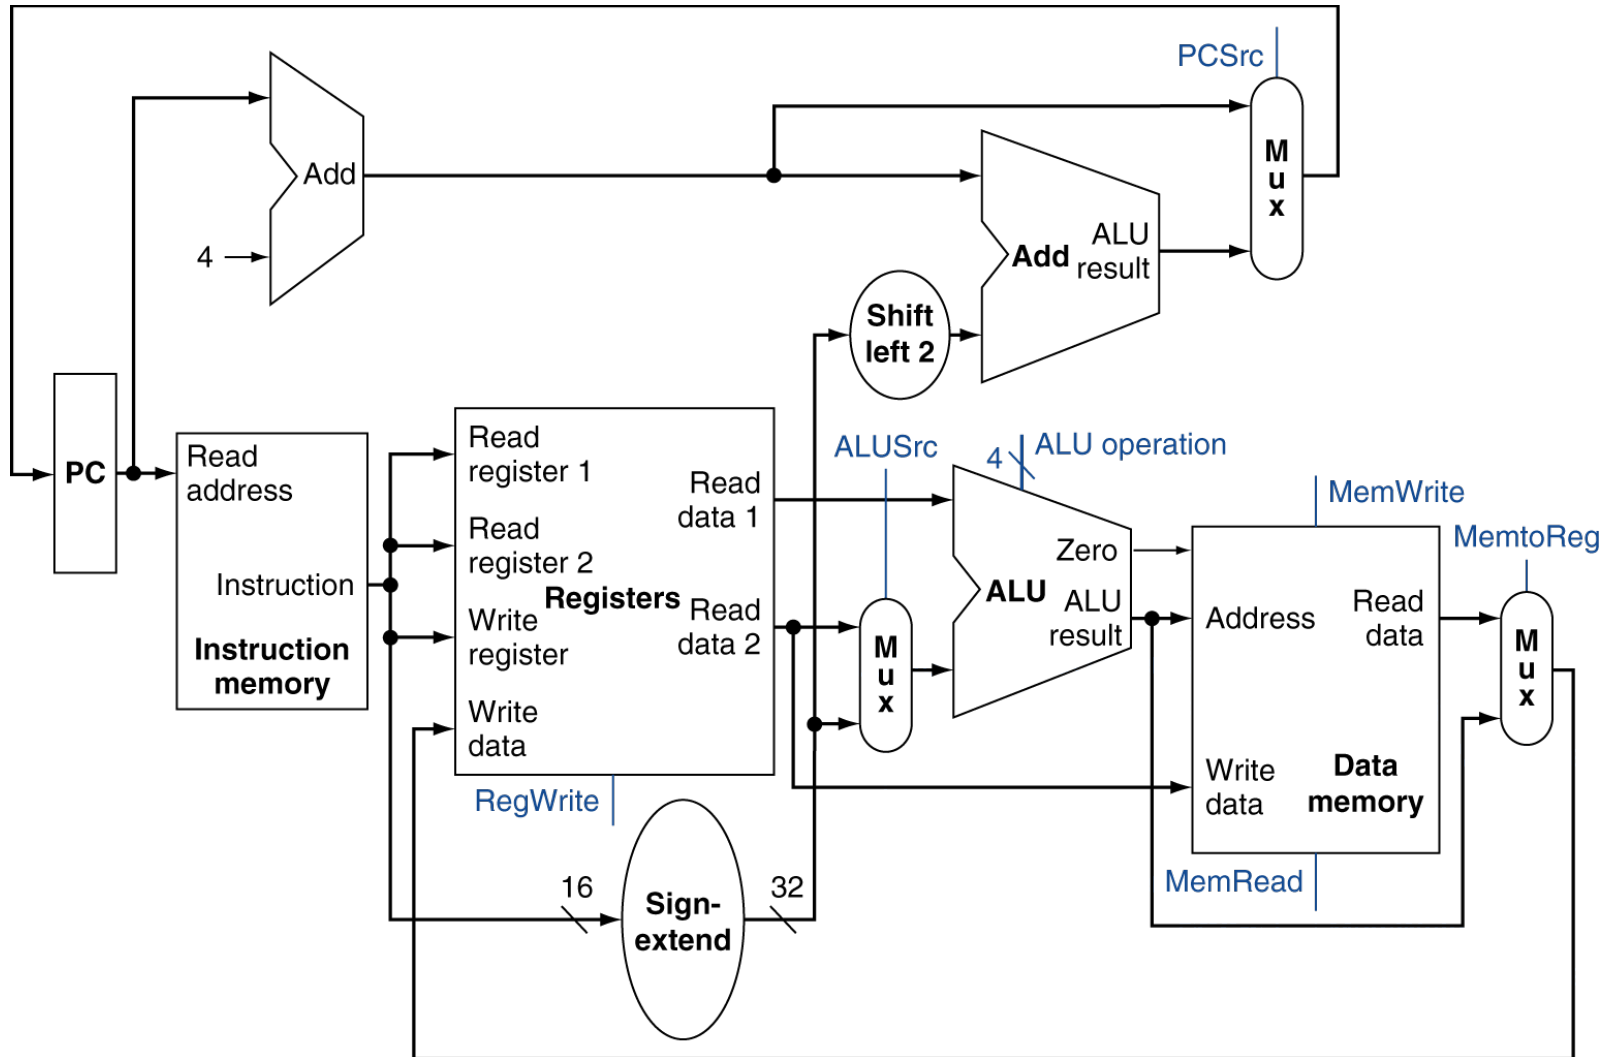 PCSrc
Add
4
M
u
x
Add
ALU
result
Shift
left 2
PC
Read
address
Instruction
Instruction
memory
Read
register 1
Read
register 2
Write
register
Write
data
Registers
Read
data 1
Read
data 2
RegWrite
16
Sign-
extend
32
ALUSrc
M
u
x
4
ALU operation
Zero
ALU
ALU
result
MemWrite
Address
Read
data
Write
data
Data
memory
MemRead
MemtoReg
M
u
x